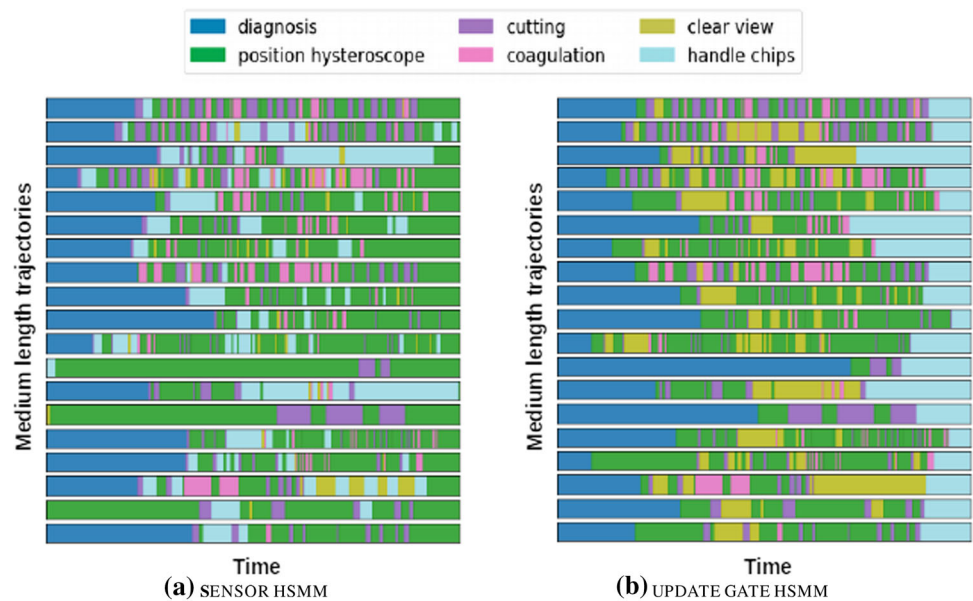 diagnosis cutting clear view
position hysteroscope coagulation handle chips
Medium length trajectories
Medium length trajectories
Time Time
(a) SENSOR HSMM (b) UPDATE GATE HSMM